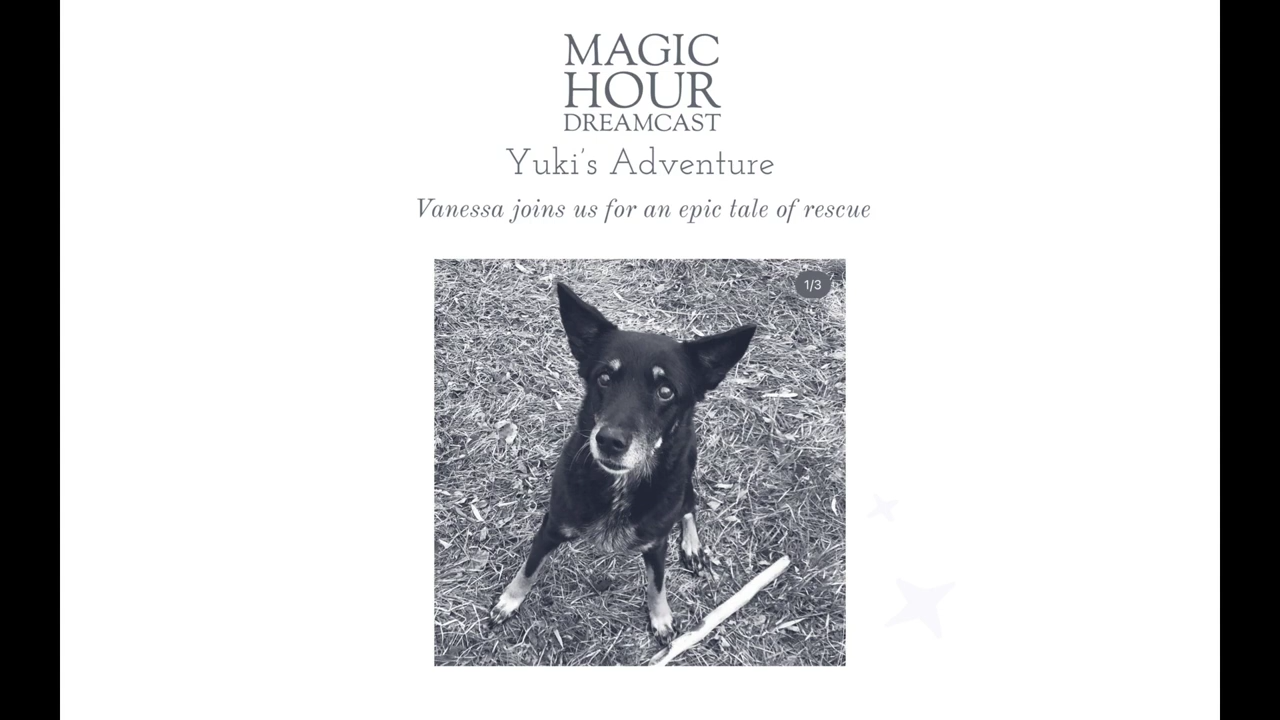 MAGIC
HOUR
DREAMCAST
Yuki's Adventure
Vanessa joins us for an epic tale of rescue
1/3